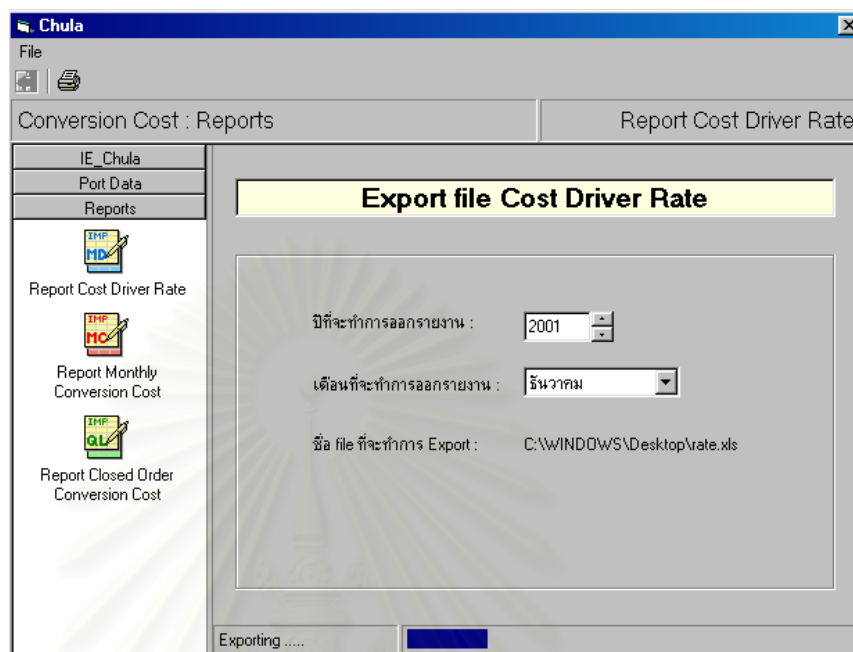 Chula
File
Conversion Cost : Reports
Report Cost Driver Rate
IE_Chula
Port Data
Reports
IMP
MD
Report Cost Driver Rate
IMP
MC
Report Monthly
Conversion Cost
IMP
QL
Report Closed Order
Conversion Cost
Export file Cost Driver Rate
ปีที่จะทำการออกรายงาน :
2001
เดือนที่จะทำการออกรายงาน :
ธันวาคม
ชื่อ file ที่จะทำการ Export :
C:\WINDOWS\Desktop\rate.xls
Exporting .....